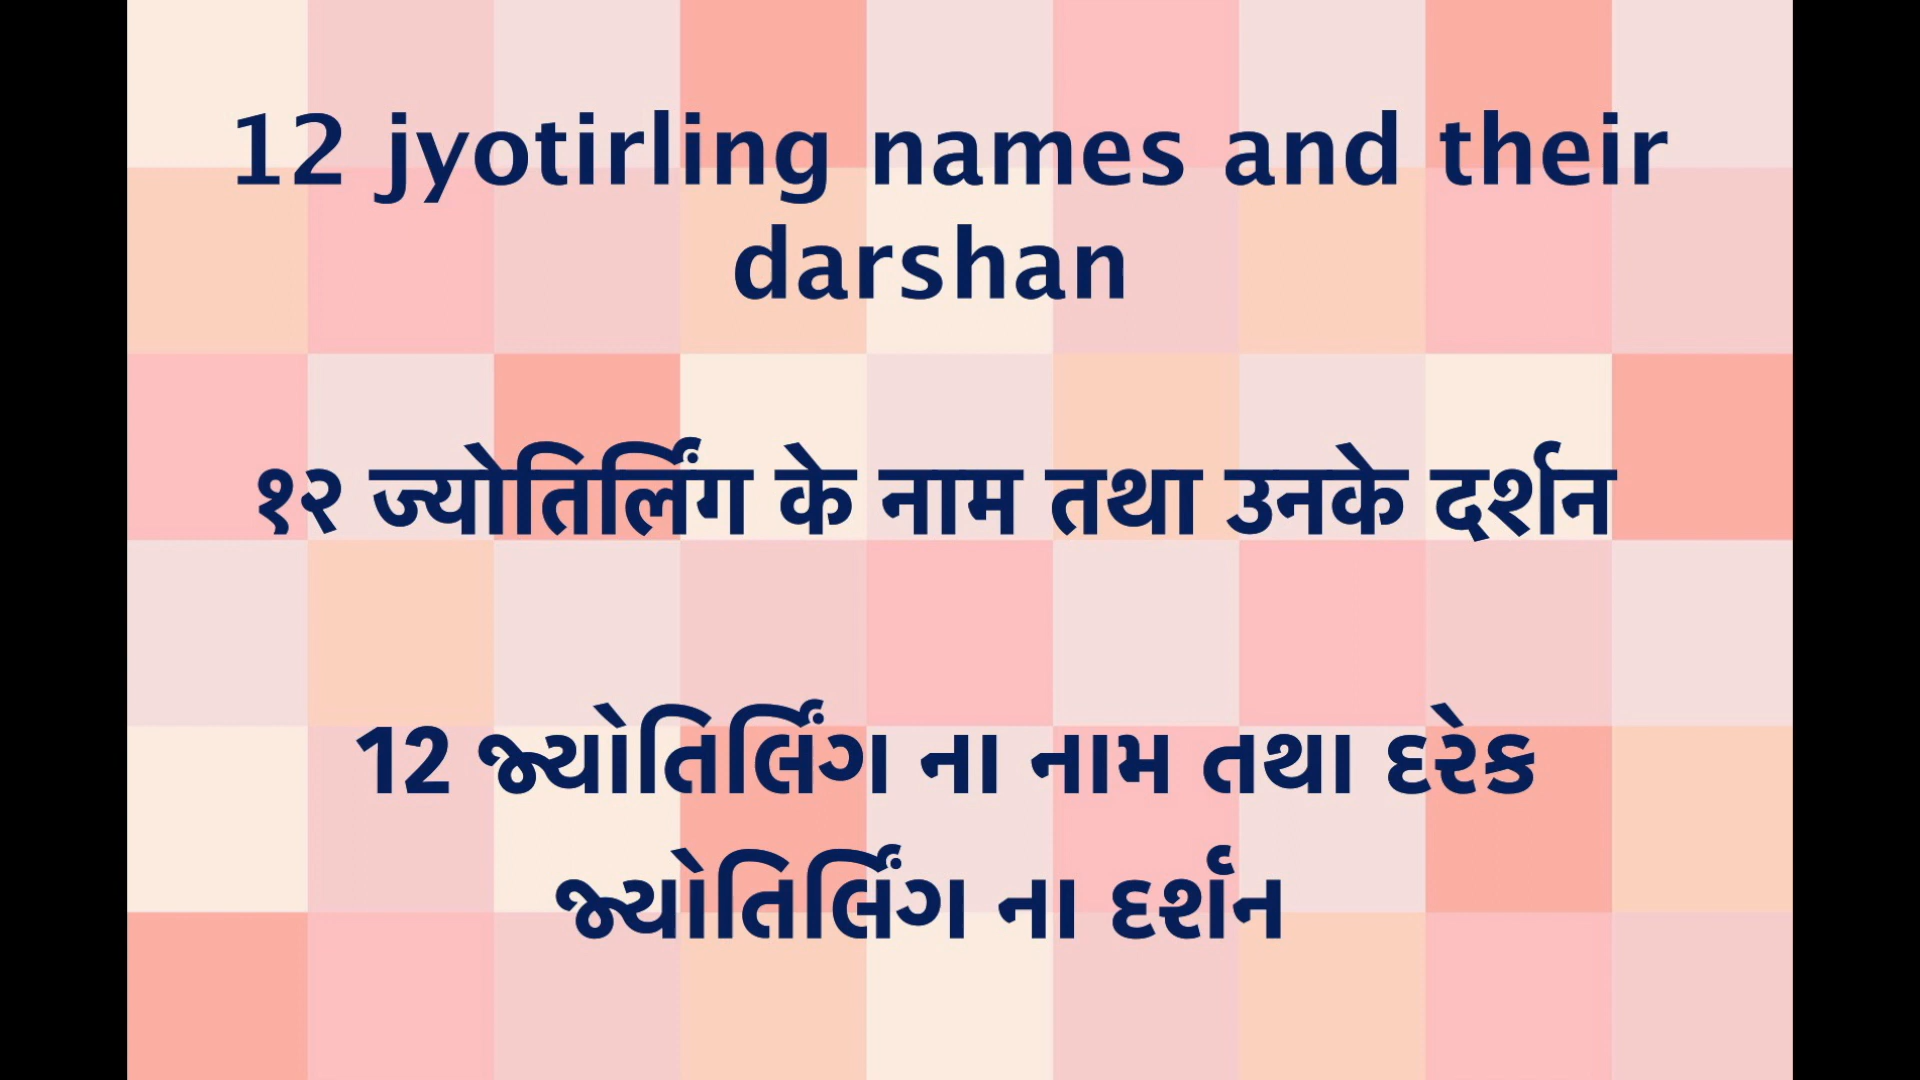 12 jyotirling names and their
darshan
१२ ज्योतिर्लिंग के नाम तथा उनके दर्शन
12 જ્યોતિર્લિંગ ના નામ તથા દરેક
જ્યોતિર્લિંગ ના દર્શન